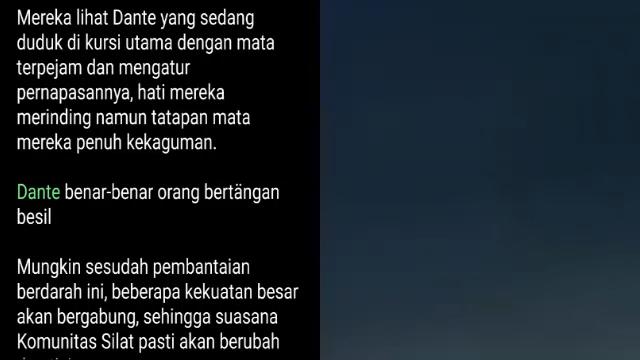 Mereka lihat Dante yang sedang
duduk di kursi utama dengan mata
terpejam dan mengatur
pernapasannya, hati mereka
merinding namun tatapan mata
mereka penuh kekaguman.
Dante benar-benar orang bertängan
besil
Mungkin sesudah pembantaian
berdarah ini, beberapa kekuatan besar
akan bergabung, sehingga suasana
Komunitas Silat pasti akan berubah